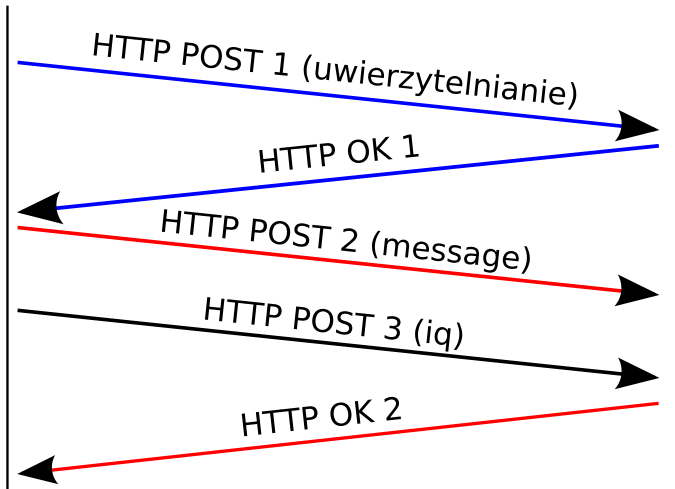 HTTP POST 1 (uwierzytelnianie)
HTTP OK 1
HTTP POST 2 (message)
HTTP POST 3 (iq)
HTTP OK 2